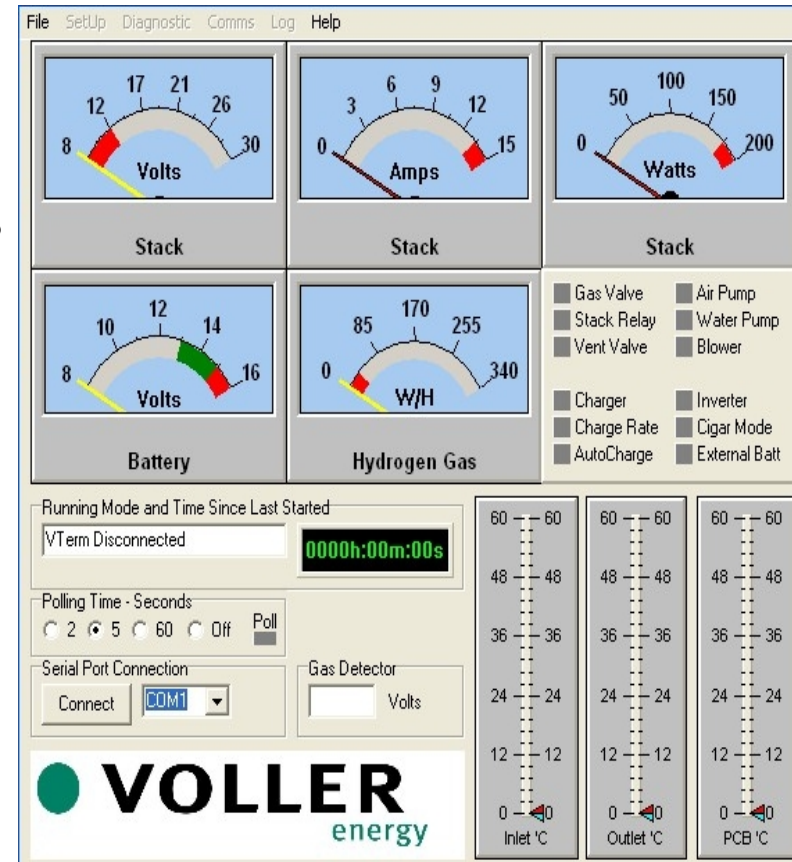 File SetUp Diagnostic Comms Log Help
8 12 17 21 26 30
Volts
Stack
0 3 6 9 12 15
Amps
Stack
0 50 100 150 200
Watts
Stack
8 10 12 14 16
Volts
Battery
0 85 170 255 340
W/H
Hydrogen Gas
Gas Valve Air Pump
Stack Relay Water Pump
Vent Valve Blower
Charger Inverter
Charge Rate Cigar Mode
AutoCharge External Batt
Running Mode and Time Since Last Started
VTerm Disconnected 0000h:00m:00s
Polling Time - Seconds
2 5 60 Off Poll
Serial Port Connection
Connect COM1
Gas Detector
Volts
VOLLER
energy
60 60 60 60 60 60
48 48 48 48 48 48
36 36 36 36 36 36
24 24 24 24 24 24
12 12 12 12 12 12
0 0 0 0 0 0
Inlet 'C Outlet 'C PCB 'C